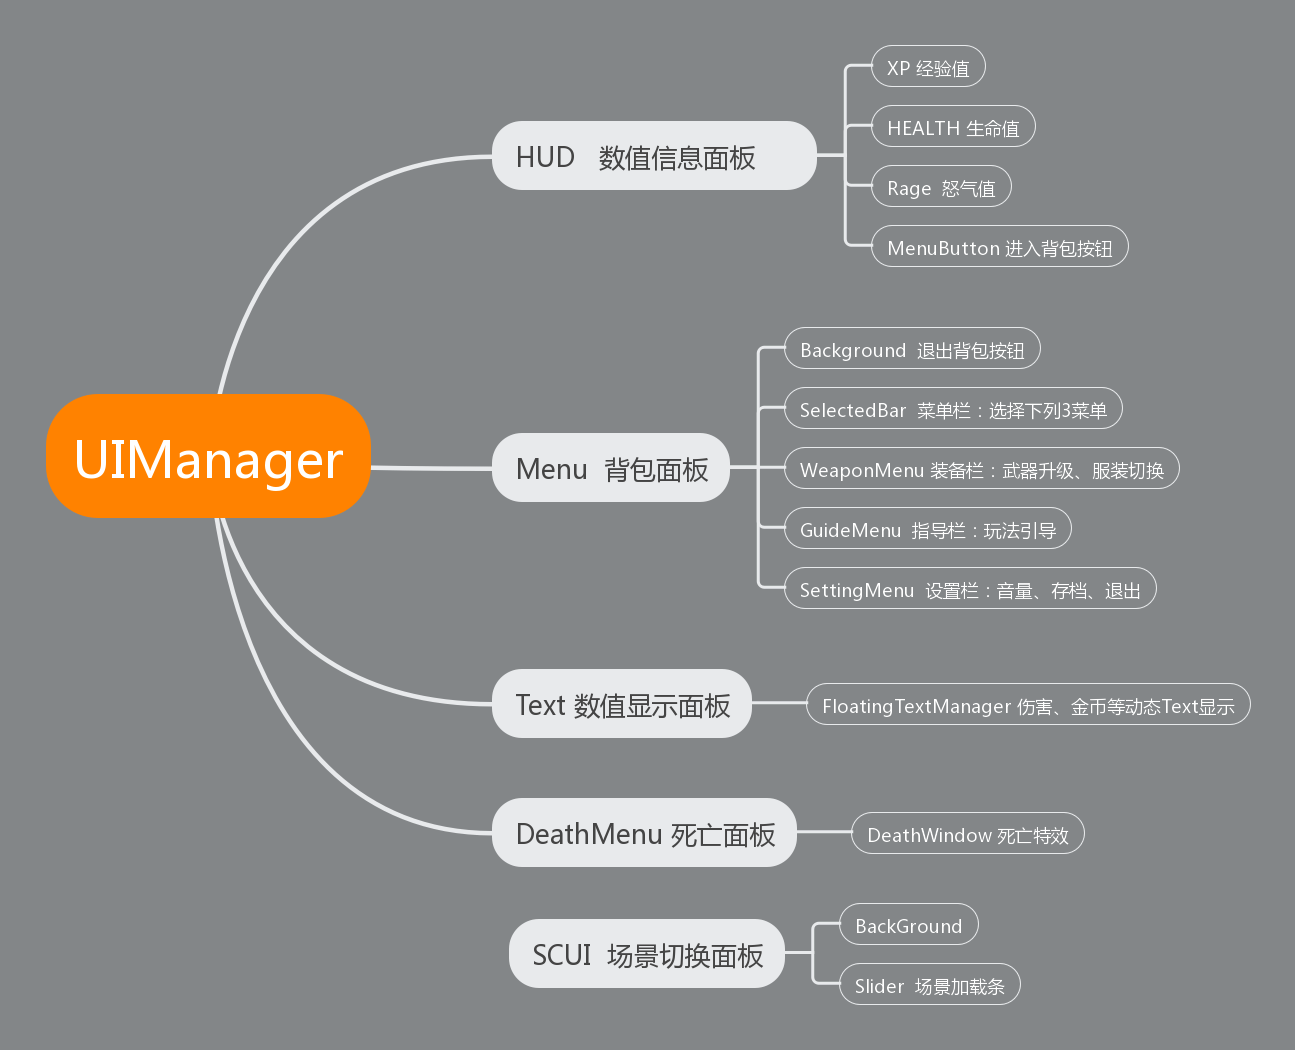 UIManager
HUD 数值信息面板
XP 经验值
HEALTH 生命值
Rage 怒气值
MenuButton 进入背包按钮
Menu 背包面板
Background 退出背包按钮
SelectedBar 菜单栏：选择下列3菜单
WeaponMenu 装备栏：武器升级、服装切换
GuideMenu 指导栏：玩法引导
SettingMenu 设置栏：音量、存档、退出
Text 数值显示面板
FloatingTextManager 伤害、金币等动态Text显示
DeathMenu 死亡面板
DeathWindow 死亡特效
SCUI 场景切换面板
BackGround
Slider 场景加载条